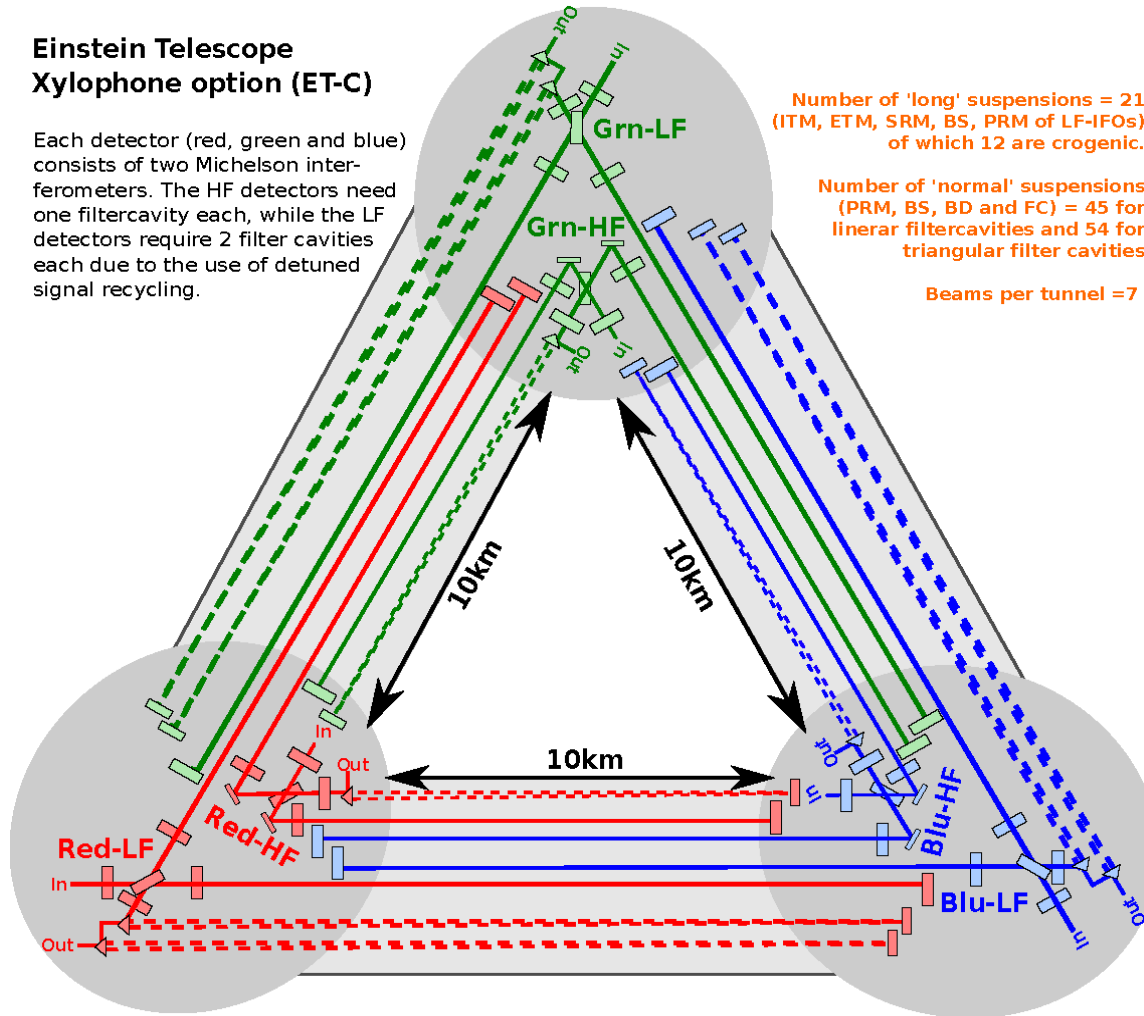 Einstein Telescope
Xylophone option (ET-C)
Each detector (red, green and blue)
consists of two Michelson inter-
ferometers. The HF detectors need
one filtercavity each, while the LF
detectors require 2 filter cavities
each due to the use of detuned
signal recycling.
Number of 'long' suspensions = 21
(ITM, ETM, SRM, BS, PRM of LF-IFOs)
of which 12 are crogenic.
Number of 'normal' suspensions
(PRM, BS, BD and FC) = 45 for
linerar filtercavities and 54 for
triangular filter cavities
Beams per tunnel =7
Out
In
Grn-LF
Grn-HF
Out
In
10km
10km
10km
In
Out
Red-HF
Red-LF
In
Out
Out
In
Blu-HF
Blu-LF
In
Out